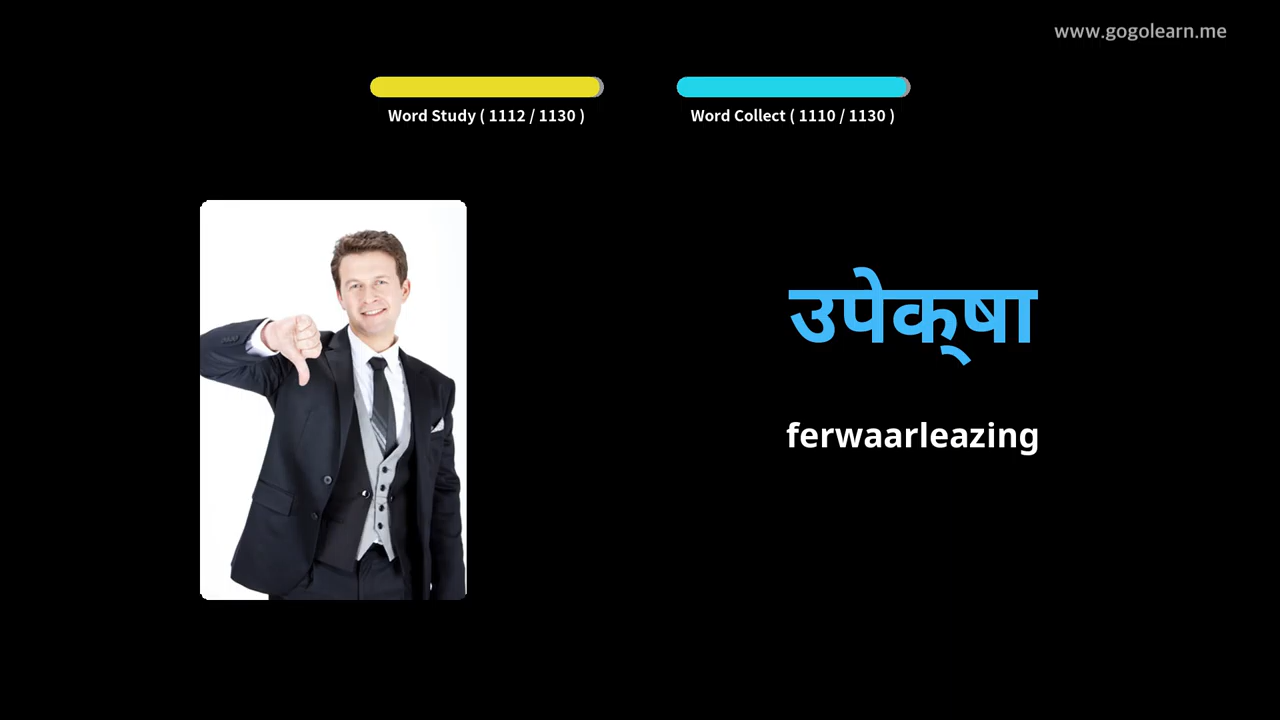 www.gogolearn.me
Word Study ( 1112 / 1130 )
Word Collect ( 1110 / 1130 )
उपेक्‌षा
ferwaarleazing